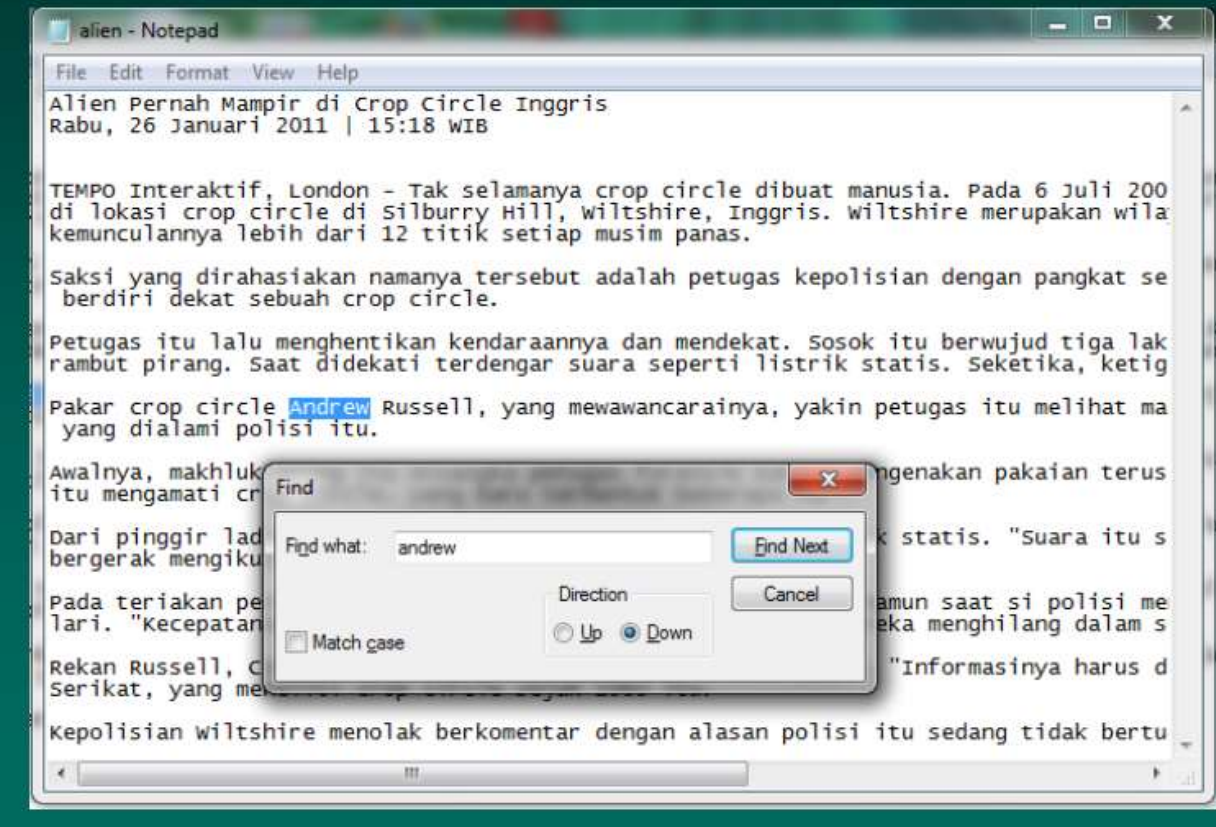 alien - Notepad
File Edit Format View Help
Alien Pernah Mampir di Crop Circle Inggris
Rabu, 26 Januari 2011 | 15:18 WIB
TEMPO Interaktif, London - Tak selamanya crop circle dibuat manusia. Pada 6 Juli 200
di lokasi crop circle di Silburry Hill, Wiltshire, Inggris. Wiltshire merupakan wila
kemunculannya lebih dari 12 titik setiap musim panas.
Saksi yang dirahasiakan namanya tersebut adalah petugas kepolisian dengan pangkat se
berdiri dekat sebuah crop circle.
Petugas itu lalu menghentikan kendaraannya dan mendekat. Sosok itu berwujud tiga lak
rambut pirang. Saat didekati terdengar suara seperti listrik statis. Seketika, ketig
Pakar crop circle Andrew Russell, yang mewawancarainya, yakin petugas itu melihat ma
yang dialami polisi itu.
Awalnya, makhluk ngenakan pakaian terus
itu mengamati cr
Dari pinggir lad k statis. "Suara itu s
bergerak mengiku
Pada teriakan pe amun saat si polisi me
lari. "Kecepatan eka menghilang dalam s
Rekan Russell, C "Informasinya harus d
Serikat, yang me
Kepolisian Wiltshire menolak berkomentar dengan alasan polisi itu sedang tidak bertu
Find
Find what: andrew
Find Next
Direction
Cancel
Match case
Up Down